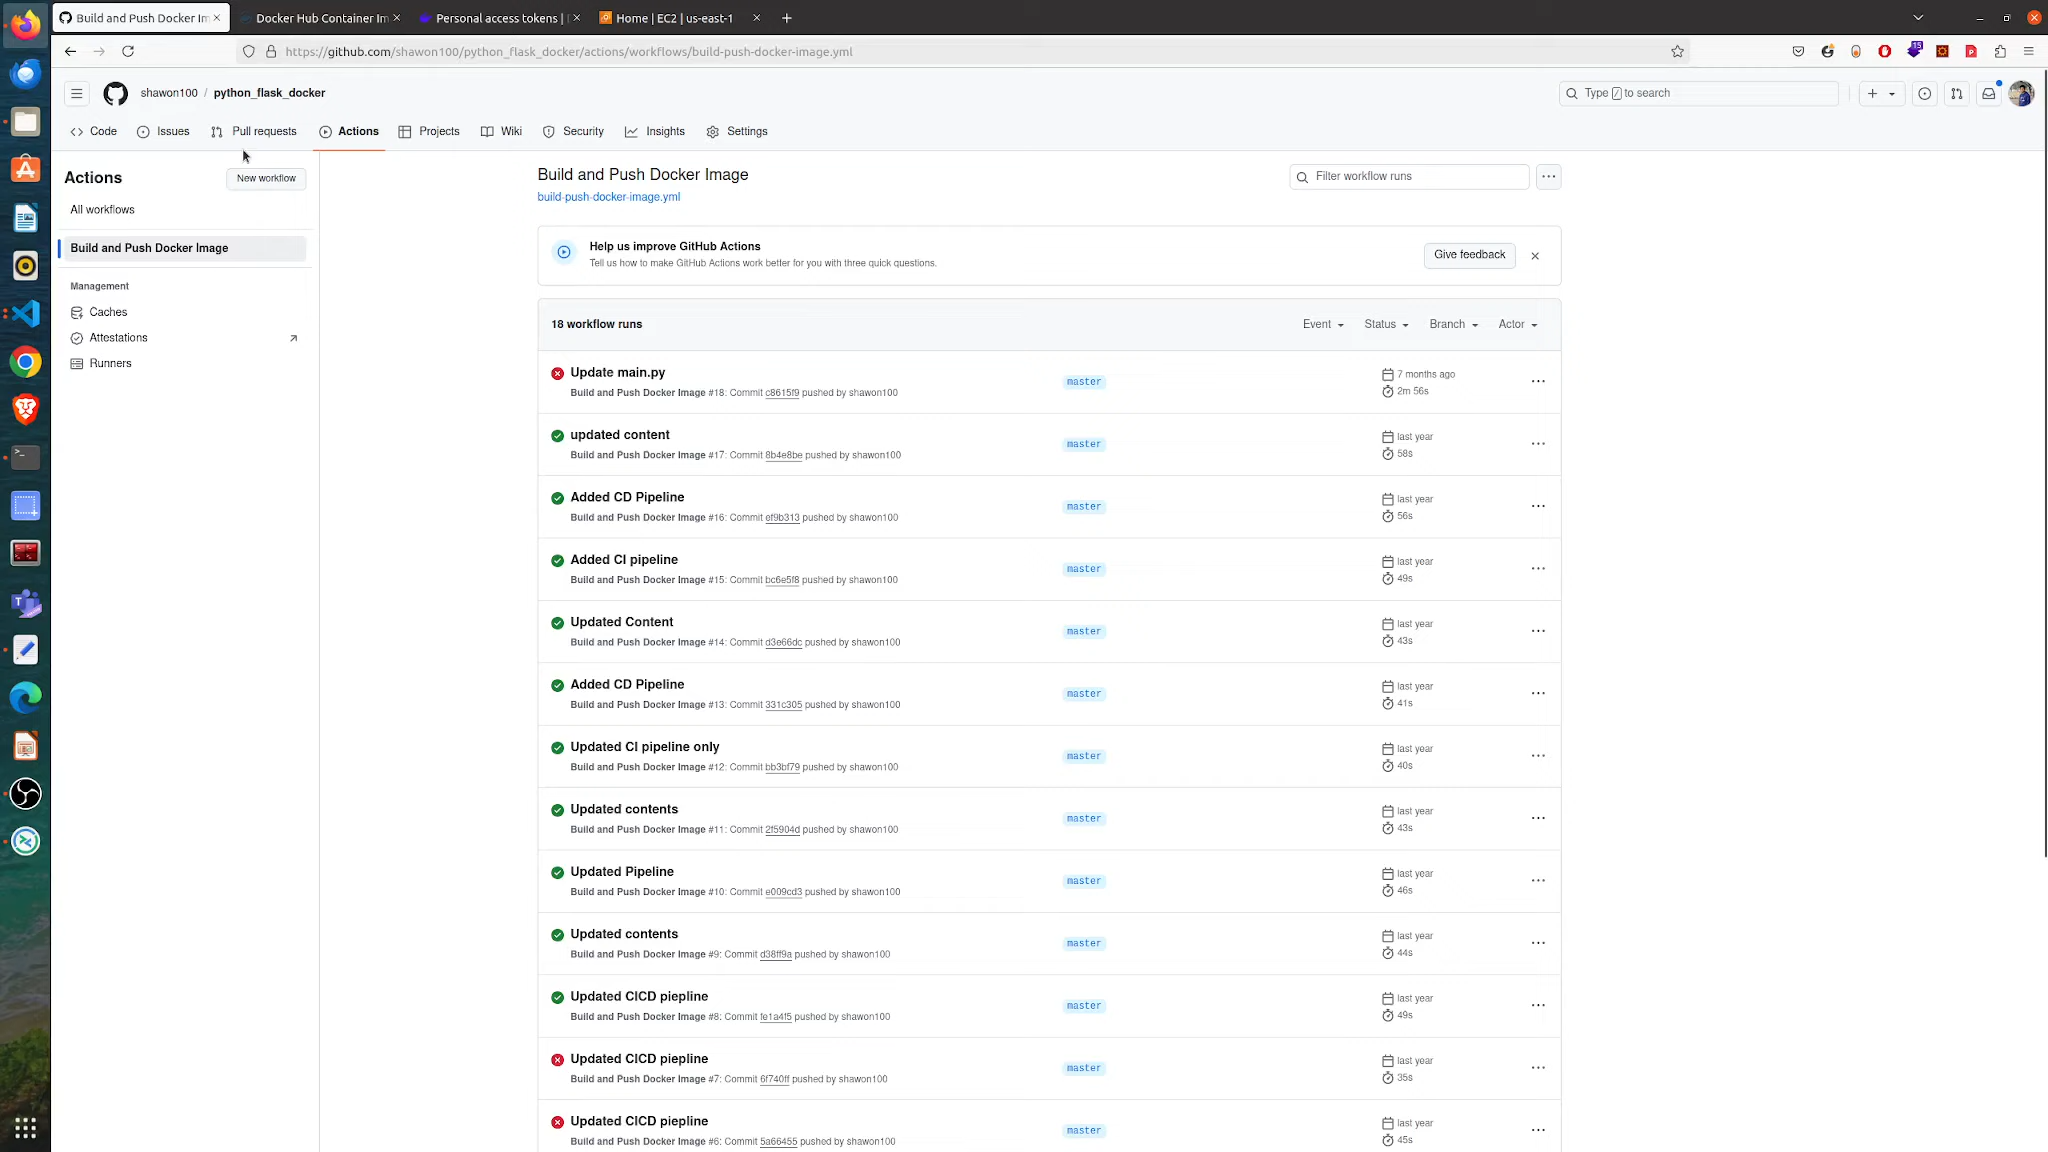 Build and Push Docker Im
Docker Hub Container Im
Personal access tokens |
Home | EC2 | us-east-1
https://github.com/shawon100/python_flask_docker/actions/workflows/build-push-docker-image.yml
15
shawon100 / python_flask_docker
Type / to search
Code
Issues
Pull requests
Actions
Projects
Wiki
Security
Insights
Settings
Actions
New workflow
All workflows
Build and Push Docker Image
Management
Caches
Attestations
Runners
Build and Push Docker Image
build-push-docker-image.yml
Filter workflow runs
Help us improve GitHub Actions
Tell us how to make GitHub Actions work better for you with three quick questions.
Give feedback
18 workflow runs
Event
Status
Branch
Actor
Update main.py
Build and Push Docker Image #18: Commit c8615f9 pushed by shawon100
master
7 months ago
2m 56s
updated content
Build and Push Docker Image #17: Commit 8b4e8be pushed by shawon100
master
last year
58s
Added CD Pipeline
Build and Push Docker Image #16: Commit ef9b313 pushed by shawon100
master
last year
56s
Added CI pipeline
Build and Push Docker Image #15: Commit bc6e5f8 pushed by shawon100
master
last year
49s
Updated Content
Build and Push Docker Image #14: Commit d3e66dc pushed by shawon100
master
last year
43s
Added CD Pipeline
Build and Push Docker Image #13: Commit 331c305 pushed by shawon100
master
last year
41s
Updated CI pipeline only
Build and Push Docker Image #12: Commit bb3bf79 pushed by shawon100
master
last year
40s
Updated contents
Build and Push Docker Image #11: Commit 2f5904d pushed by shawon100
master
last year
43s
Updated Pipeline
Build and Push Docker Image #10: Commit e009cd3 pushed by shawon100
master
last year
46s
Updated contents
Build and Push Docker Image #9: Commit d38ff9a pushed by shawon100
master
last year
44s
Updated CICD piepline
Build and Push Docker Image #8: Commit fe1a4f5 pushed by shawon100
master
last year
49s
Updated CICD piepline
Build and Push Docker Image #7: Commit 6f740ff pushed by shawon100
master
last year
35s
Updated CICD piepline
Build and Push Docker Image #6: Commit 5a66455 pushed by shawon100
master
last year
45s